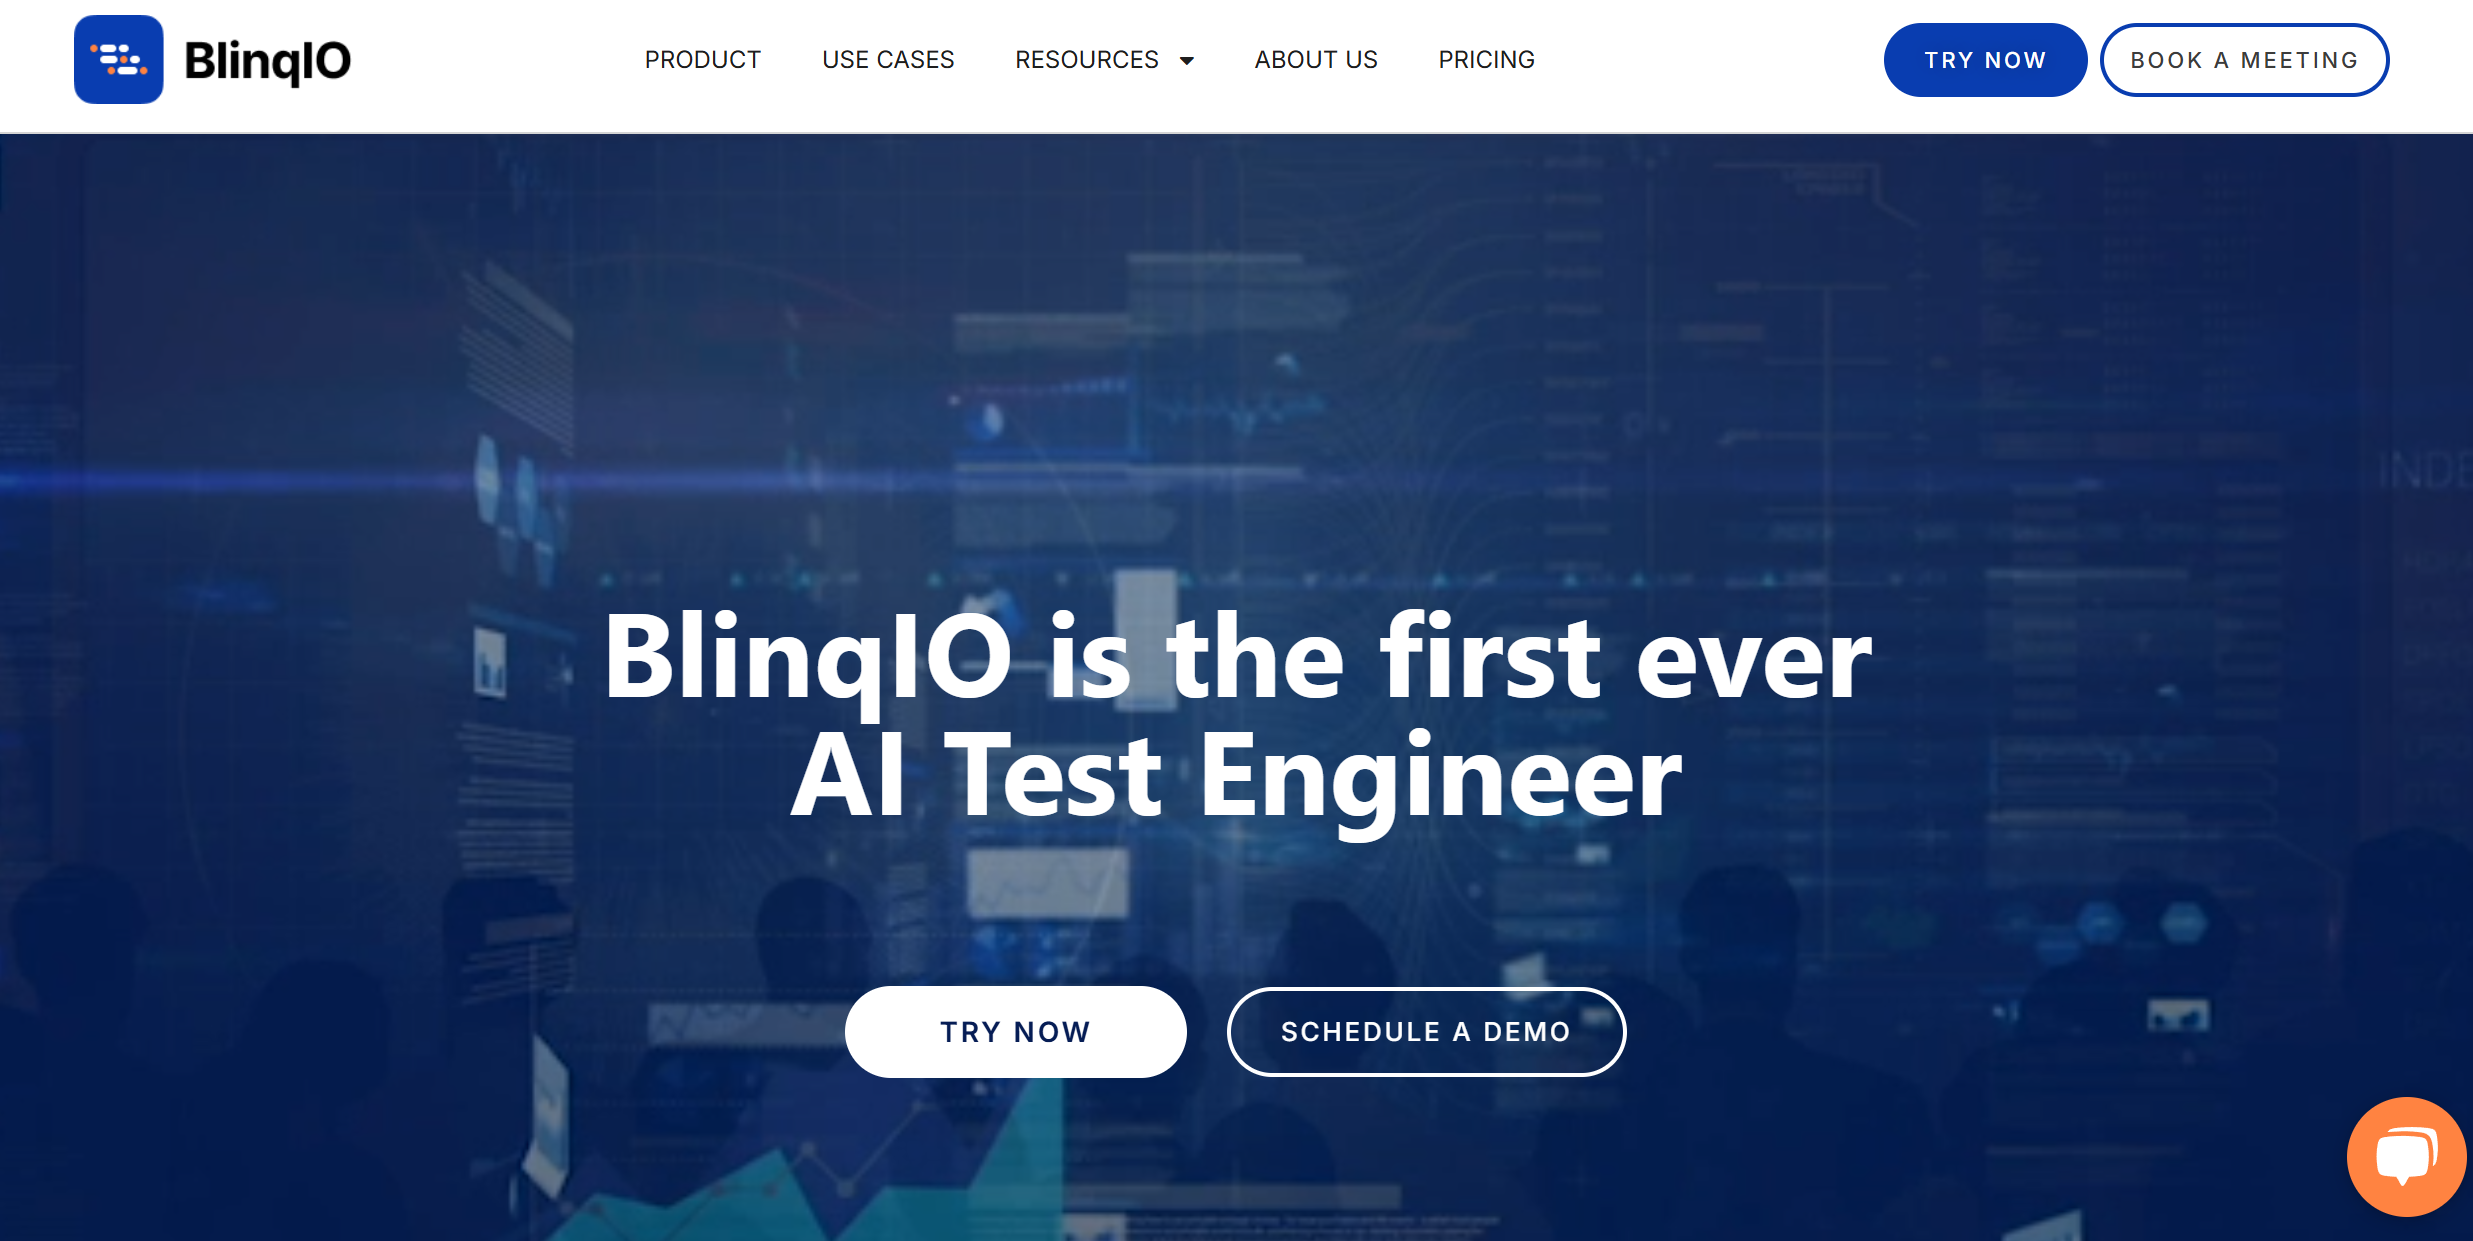 BlinqIO
PRODUCT
USE CASES
RESOURCES
ABOUT US
PRICING
TRY NOW
BOOK A MEETING
INDE
BlinqIO is the first ever
AI Test Engineer
TRY NOW
SCHEDULE A DEMO